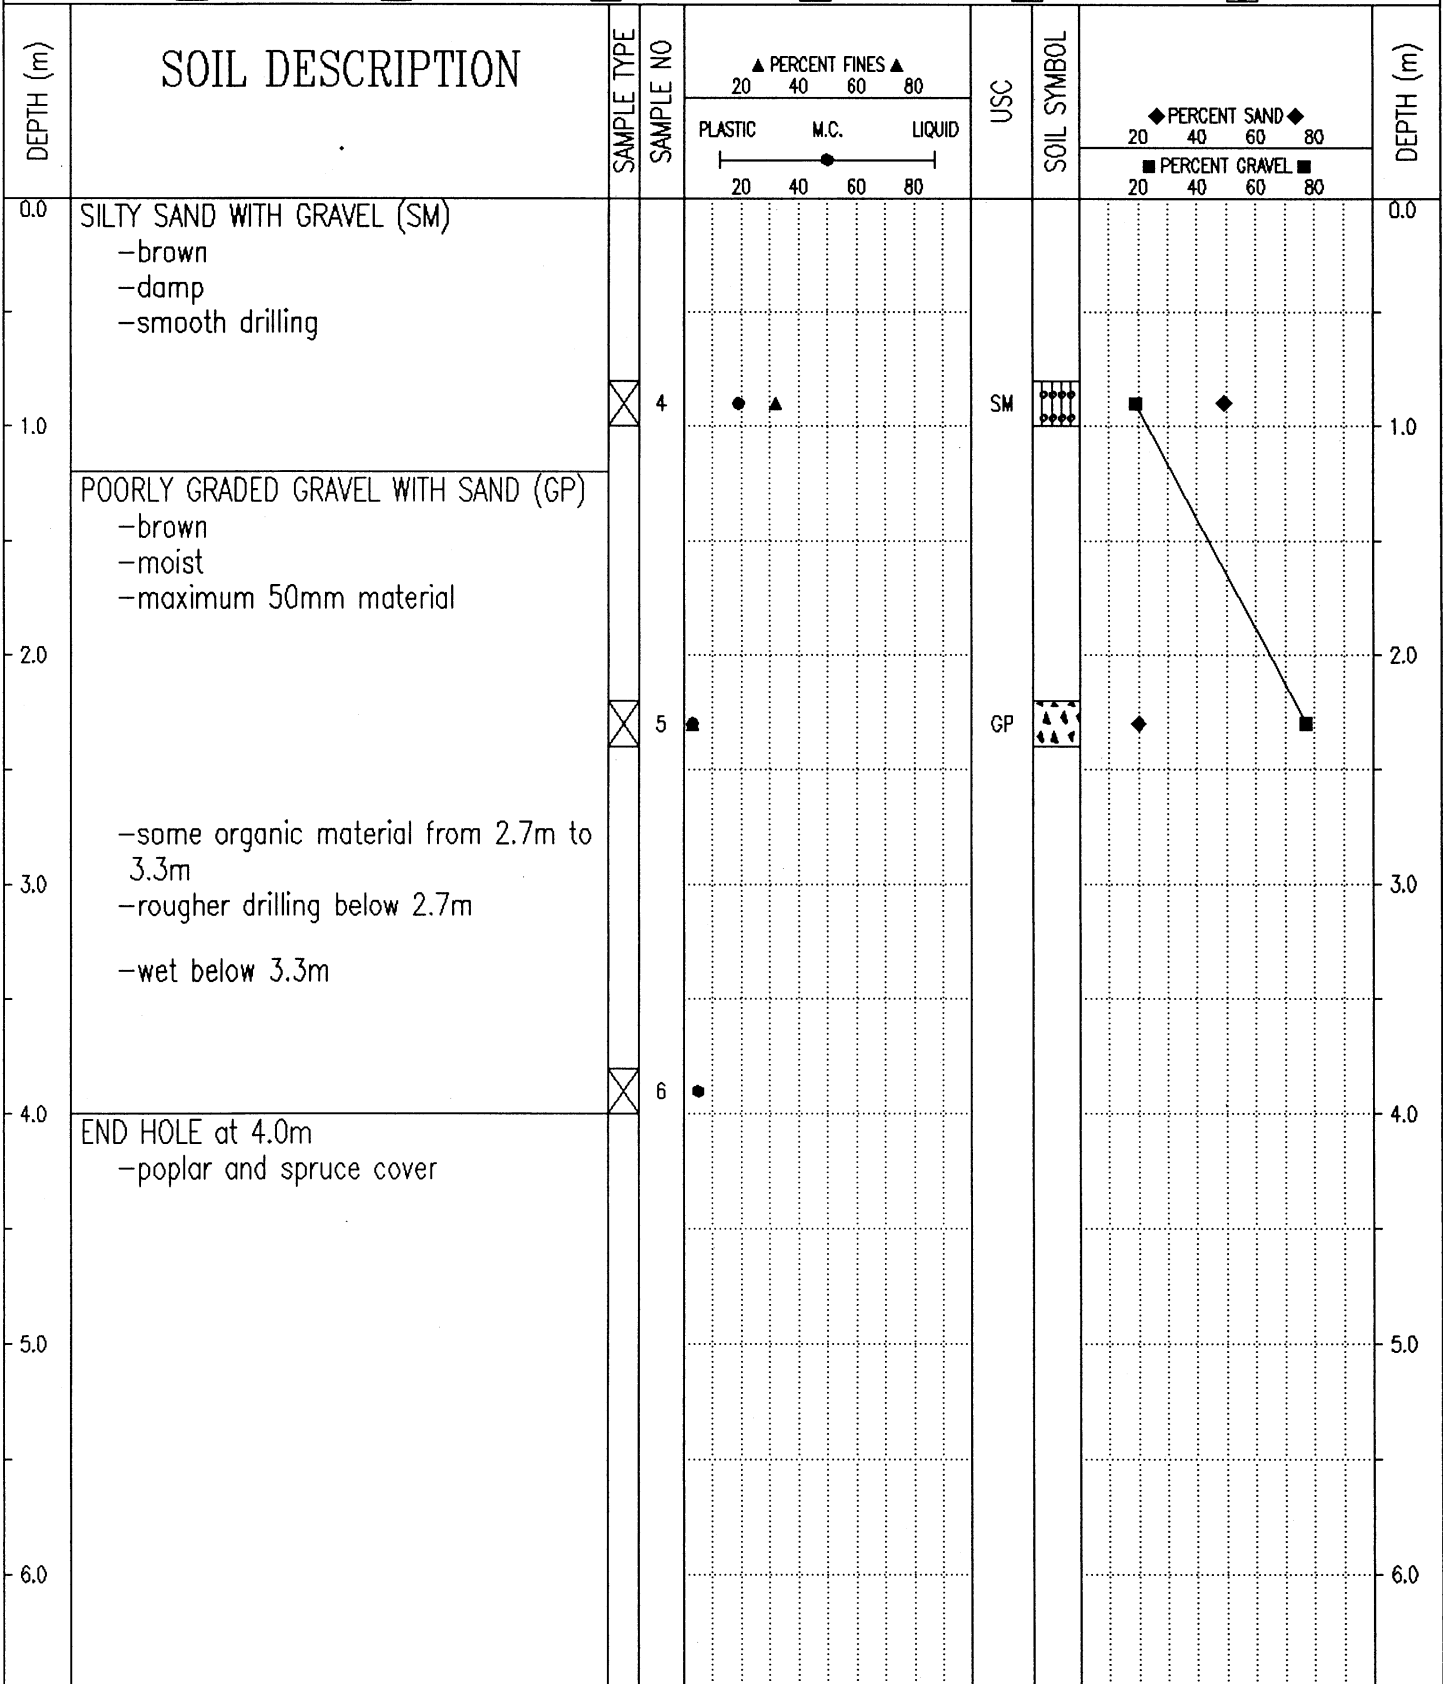 DEPTH (m)
SOIL DESCRIPTION
SAMPLE TYPE
SAMPLE NO
▲ PERCENT FINES ▲
20 40 60 80
PLASTIC M.C. LIQUID
20 40 60 80
USC
SOIL SYMBOL
◆ PERCENT SAND ◆
20 40 60 80
■ PERCENT GRAVEL ■
20 40 60 80
DEPTH (m)
0.0 SILTY SAND WITH GRAVEL (SM) 0.0
-brown
-damp
-smooth drilling
4 SM
1.0 1.0
POORLY GRADED GRAVEL WITH SAND (GP)
-brown
-moist
-maximum 50mm material
2.0 2.0
5 GP
-some organic material from 2.7m to
3.3m
3.0 3.0
-rougher drilling below 2.7m
-wet below 3.3m
6
4.0 4.0
END HOLE at 4.0m
-poplar and spruce cover
5.0 5.0
6.0 6.0